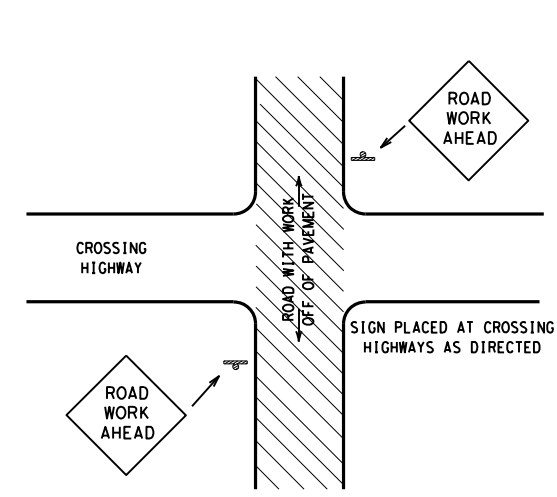 ROAD
WORK
AHEAD
CROSSING
HIGHWAY
ROAD WITH WORK
OFF OF PAVEMENT
SIGN PLACED AT CROSSING
HIGHWAYS AS DIRECTED
ROAD
WORK
AHEAD